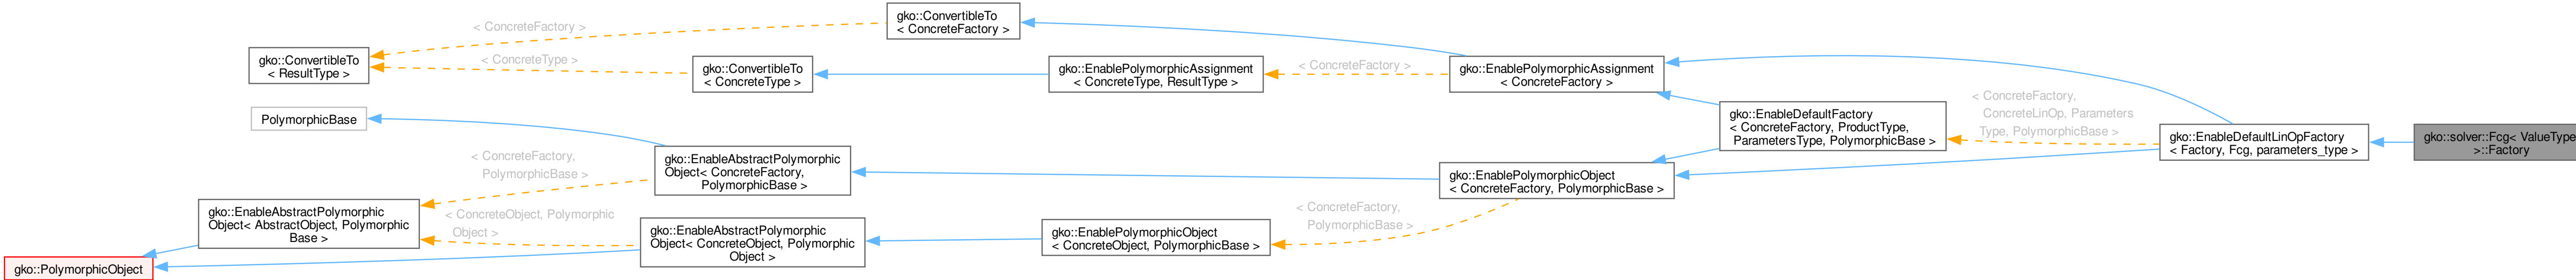 gko::ConvertibleTo
< ConcreteFactory >
< ConcreteFactory >
gko::ConvertibleTo
< ResultType >
< ConcreteType >
gko::ConvertibleTo
< ConcreteType >
gko::EnablePolymorphicAssignment
< ConcreteType, ResultType >
< ConcreteFactory >
gko::EnablePolymorphicAssignment
< ConcreteFactory >
PolymorphicBase
gko::EnableDefaultFactory
< ConcreteFactory, ProductType,
ParametersType, PolymorphicBase >
< ConcreteFactory,
ConcreteLinOp, Parameters
Type, PolymorphicBase >
gko::EnableDefaultLinOpFactory
< Factory, Fcg, parameters_type >
gko::solver::Fcg< ValueType
>::Factory
< ConcreteFactory,
PolymorphicBase >
gko::EnableAbstractPolymorphic
Object< ConcreteFactory,
PolymorphicBase >
gko::EnablePolymorphicObject
< ConcreteFactory, PolymorphicBase >
gko::EnableAbstractPolymorphic
Object< AbstractObject, Polymorphic
Base >
< ConcreteObject, Polymorphic
Object >
gko::EnableAbstractPolymorphic
Object< ConcreteObject, Polymorphic
Object >
gko::EnablePolymorphicObject
< ConcreteObject, PolymorphicBase >
< ConcreteFactory,
PolymorphicBase >
gko::PolymorphicObject